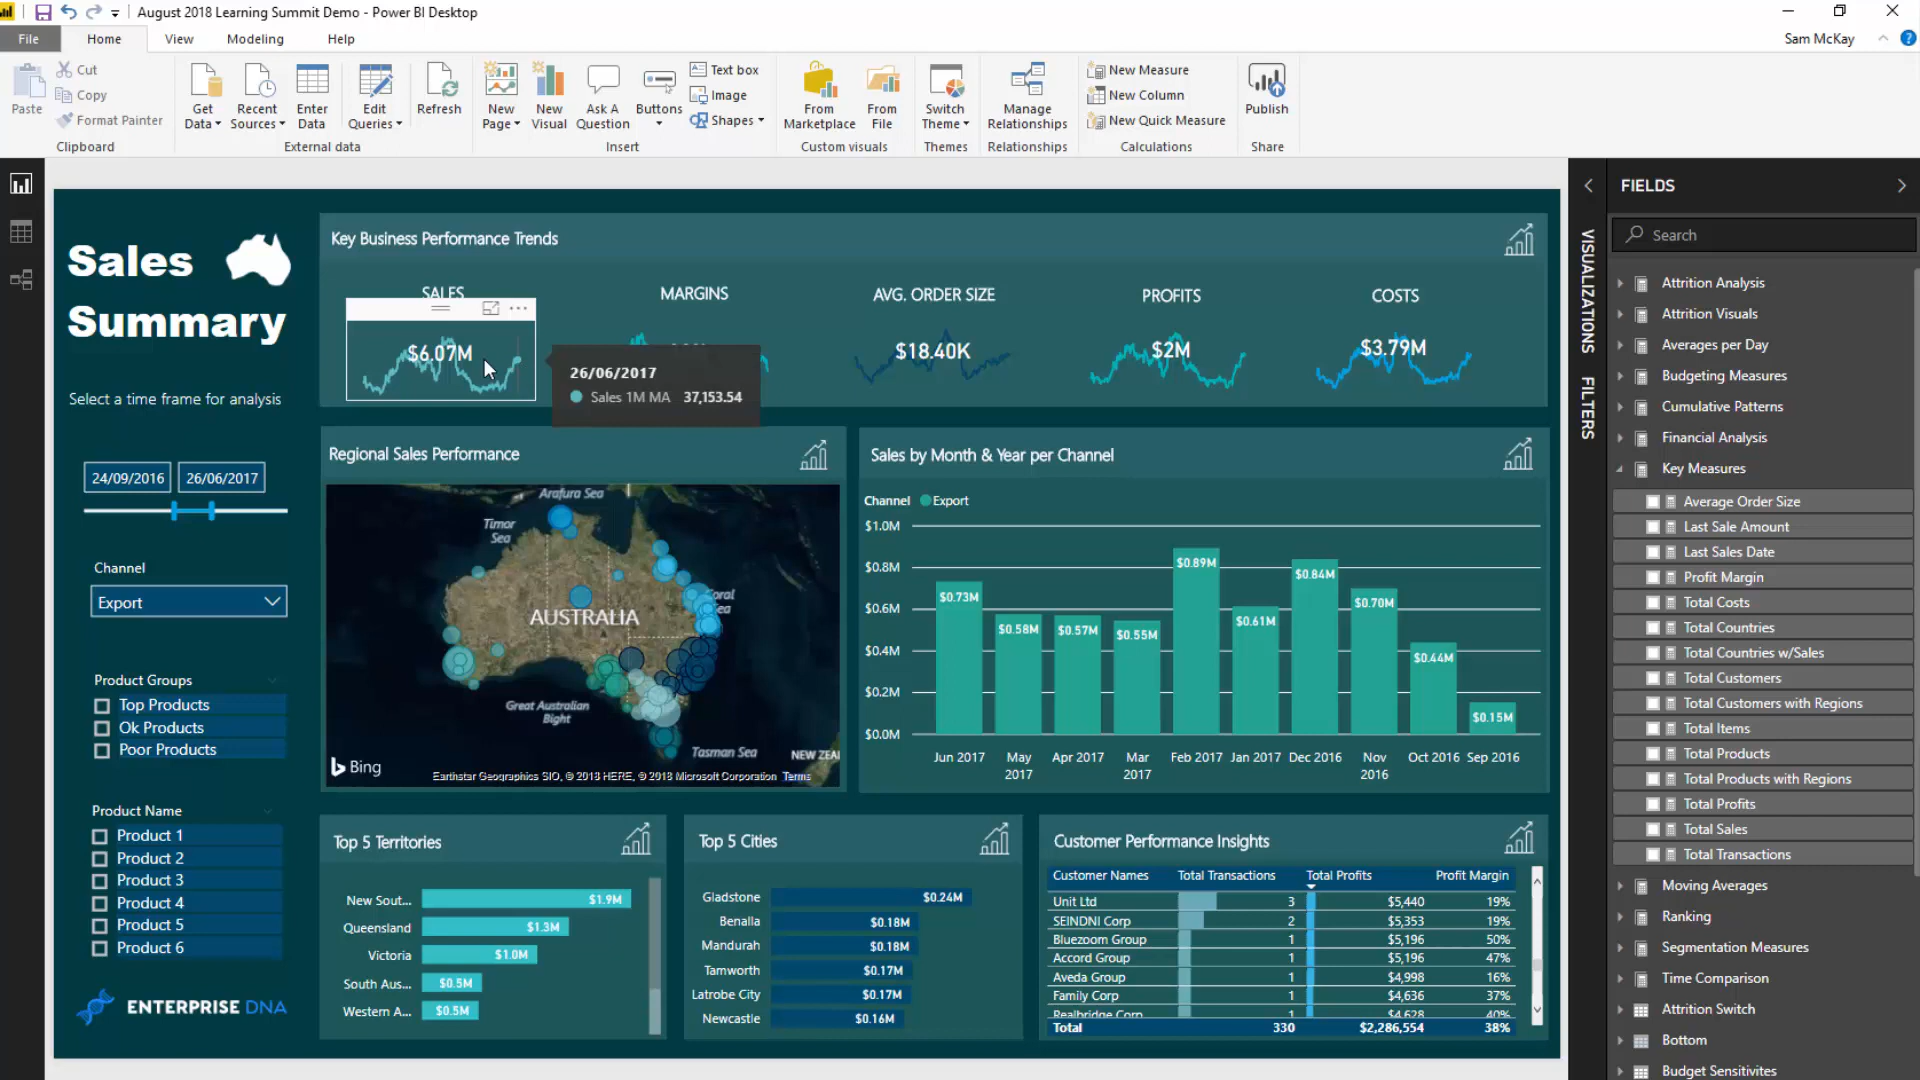 August 2018 Learning Summit Demo - Power BI Desktop
File
Home
View
Modeling
Help
Sam McKay
Paste
Cut
Copy
Format Painter
Clipboard
Get Data
Recent Sources
Enter Data
Edit Queries
Refresh
External data
New Page
New Visual
Ask A Question
Buttons
Text box
Image
Shapes
Insert
From Marketplace
From File
Custom visuals
Switch Theme
Themes
Manage Relationships
Relationships
New Measure
New Column
New Quick Measure
Calculations
Publish
Share
Sales
Summary
Select a time frame for analysis
24/09/2016
26/06/2017
Channel
Export
Product Groups
Top Products
Ok Products
Poor Products
Product Name
Product 1
Product 2
Product 3
Product 4
Product 5
Product 6
ENTERPRISE DNA
Key Business Performance Trends
SALES
MARGINS
AVG. ORDER SIZE
PROFITS
COSTS
$6.07M
$18.40K
$2M
$3.79M
26/06/2017
Sales 1M MA 37,153.54
Regional Sales Performance
Arafura Sea
Timor
Sea
Coral
Sea
AUSTRALIA
Great Australian
Bight
Tasman Sea
NEW ZEA
Bing
Earthstar Geographics SIO, © 2018 HERE, © 2018 Microsoft Corporation Terms
Sales by Month & Year per Channel
Channel Export
$1.0M
$0.8M
$0.6M
$0.4M
$0.2M
$0.0M
$0.73M
$0.58M
$0.57M
$0.55M
$0.89M
$0.61M
$0.84M
$0.70M
$0.44M
$0.15M
Jun 2017
May 2017
Apr 2017
Mar 2017
Feb 2017
Jan 2017
Dec 2016
Nov 2016
Oct 2016
Sep 2016
Top 5 Territories
New Sout... $1.9M
Queensland $1.3M
Victoria $1.0M
South Aus... $0.5M
Western A... $0.5M
Top 5 Cities
Gladstone $0.24M
Benalla $0.18M
Mandurah $0.18M
Tamworth $0.17M
Latrobe City $0.17M
Newcastle $0.16M
Customer Performance Insights
Customer Names Total Transactions Total Profits Profit Margin
Unit Ltd 3 $5,440 19%
SEINDNI Corp 2 $5,353 19%
Bluezoom Group 1 $5,196 50%
Accord Group 1 $5,196 47%
Aveda Group 1 $4,998 16%
Family Corp 1 $4,636 37%
Realbridge Corp 1 $4,628 40%
Total 330 $2,286,554 38%
VISUALIZATIONS
FILTERS
FIELDS
Search
Attrition Analysis
Attrition Visuals
Averages per Day
Budgeting Measures
Cumulative Patterns
Financial Analysis
Key Measures
Average Order Size
Last Sale Amount
Last Sales Date
Profit Margin
Total Costs
Total Countries
Total Countries w/Sales
Total Customers
Total Customers with Regions
Total Items
Total Products
Total Products with Regions
Total Profits
Total Sales
Total Transactions
Moving Averages
Ranking
Segmentation Measures
Time Comparison
Attrition Switch
Bottom
Budget Sensitivites